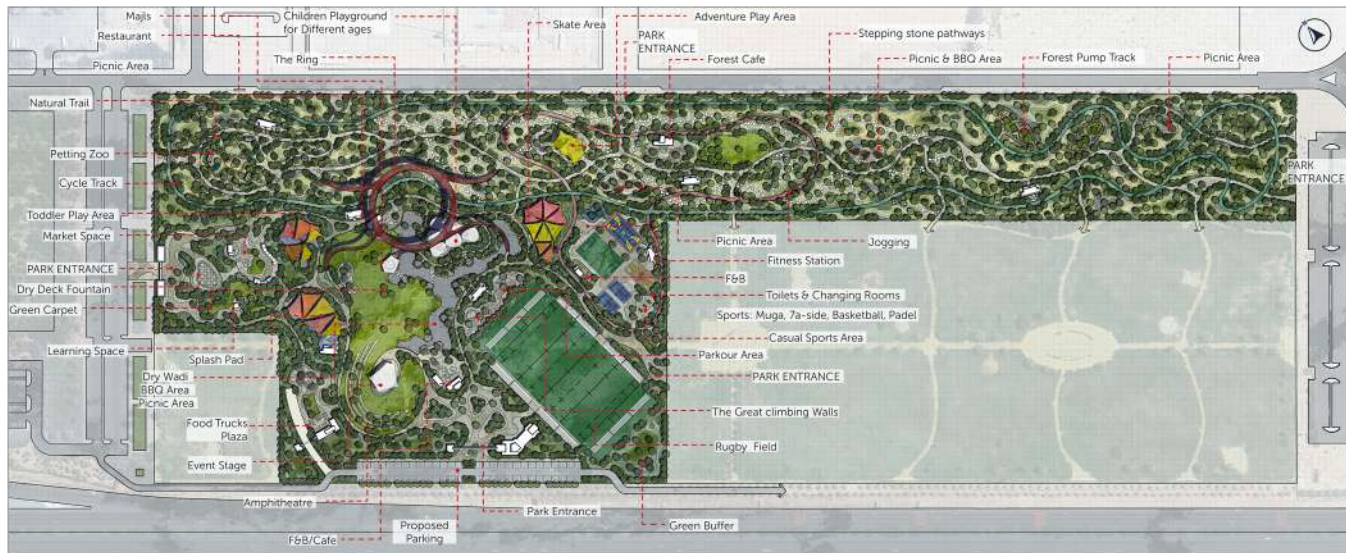 Majlis
Restaurant
Picnic Area
Children Playground
for Different ages
The Ring
Skate Area
PARK
ENTRANCE
Adventure Play Area
Forest Cafe
Stepping stone pathways
Picnic & BBQ Area
Forest Pump Track
Picnic Area
Natural Trail
Petting Zoo
Cycle Track
Toddler Play Area
Market Space
PARK ENTRANCE
Dry Deck Fountain
Green Carpet
Learning Space
Splash Pad
Dry Wadi
BBQ Area
Picnic Area
Food Trucks
Plaza
Event Stage
Amphitheatre
F&B/Cafe
Proposed
Parking
Park Entrance
Green Buffer
PARK
ENTRANCE
Picnic Area
Jogging
Fitness Station
F&B
Toilets & Changing Rooms
Sports: Muga, 7a-side, Basketball, Padel
Casual Sports Area
Parkour Area
PARK ENTRANCE
The Great climbing Walls
Rugby Field